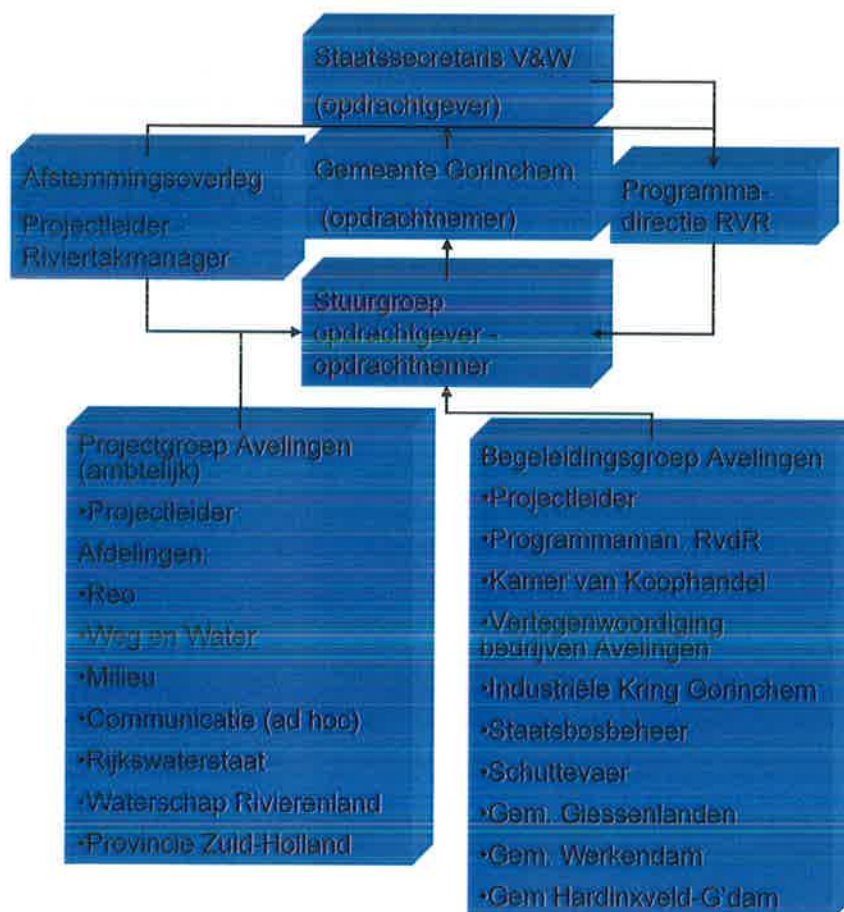 Staatssecretaris V&W
(opdrachtgever)
Afstemmingsoverleg
Projectleider -
Riviertakmanager
Gemeente Gorinchem
(opdrachtnemer)
Programma-
directie RVR
Stuurgroep
opdrachtgever -
opdrachtnemer
Projectgroep Avelingen
(ambtelijk)
•Projectleider
Afdelingen:
•Reo
•Weg en Water
•Milieu
•Communicatie (ad hoc)
•Rijkswaterstaat
•Waterschap Rivierenland
•Provincie Zuid-Holland
Begeleidingsgroep Avelingen
•Projectleider
•Programmaman. RvdR
•Kamer van Koophandel
•Vertegenwoordiging
bedrijven Avelingen
•Industriële Kring Gorinchem
•Staatsbosbeheer
•Schuttevaer
•Gem. Giessenlanden
•Gem. Werkendam
•Gem Hardinxveld-G'dam